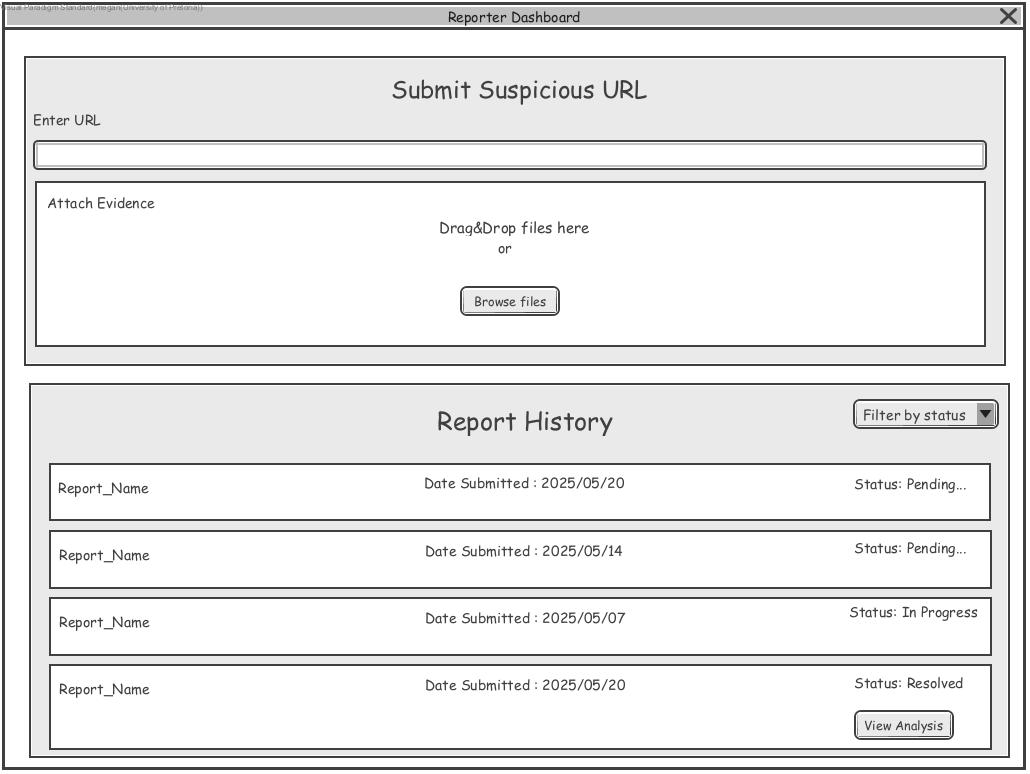 Visual Paradigm Standard(megan(University of Pretoria))
Reporter Dashboard
Submit Suspicious URL
Enter URL
Attach Evidence
Drag&Drop files here
or
Browse files
Report History
Filter by status
Report_Name
Date Submitted : 2025/05/20
Status: Pending...
Report_Name
Date Submitted : 2025/05/14
Status: Pending...
Report_Name
Date Submitted : 2025/05/07
Status: In Progress
Report_Name
Date Submitted : 2025/05/20
Status: Resolved
View Analysis